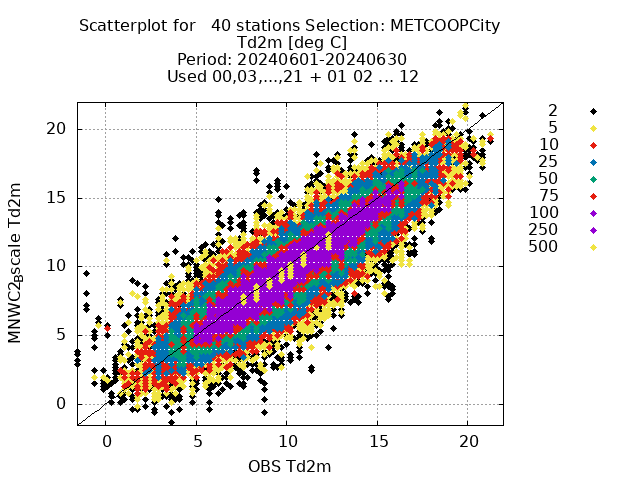 Scatterplot for 40 stations Selection: METCOOPCity
Td2m [deg C]
Period: 20240601-20240630
Used 00,03,...,21 + 01 02 ... 12
2
5
10
25
50
75
100
250
500
20
15
10
5
0
MNWC2gscale Td2m
0 5 10 15 20
OBS Td2m